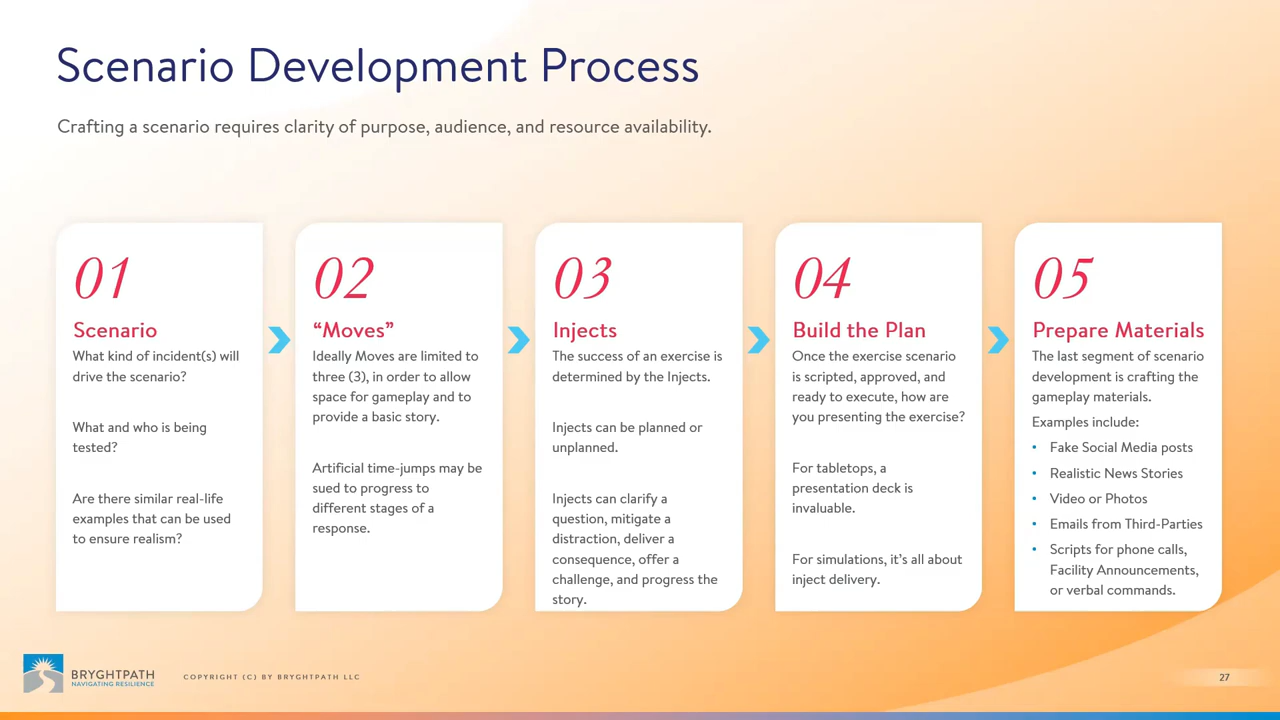 Scenario Development Process
Crafting a scenario requires clarity of purpose, audience, and resource availability.
01
Scenario
What kind of incident(s) will
drive the scenario?
What and who is being
tested?
Are there similar real-life
examples that can be used
to ensure realism?
02
“Moves”
Ideally Moves are limited to
three (3), in order to allow
space for gameplay and to
provide a basic story.
Artificial time-jumps may be
sued to progress to
different stages of a
response.
03
Injects
The success of an exercise is
determined by the Injects.
Injects can be planned or
unplanned.
Injects can clarify a
question, mitigate a
distraction, deliver a
consequence, offer a
challenge, and progress the
story.
04
Build the Plan
Once the exercise scenario
is scripted, approved, and
ready to execute, how are
you presenting the exercise?
For tabletops, a
presentation deck is
invaluable.
For simulations, it’s all about
inject delivery.
05
Prepare Materials
The last segment of scenario
development is crafting the
gameplay materials.
Examples include:
• Fake Social Media posts
• Realistic News Stories
• Video or Photos
• Emails from Third-Parties
• Scripts for phone calls,
Facility Announcements,
or verbal commands.
BRYGHTPATH
NAVIGATING RESILIENCE
COPYRIGHT (C) BY BRYGHTPATH LLC
27